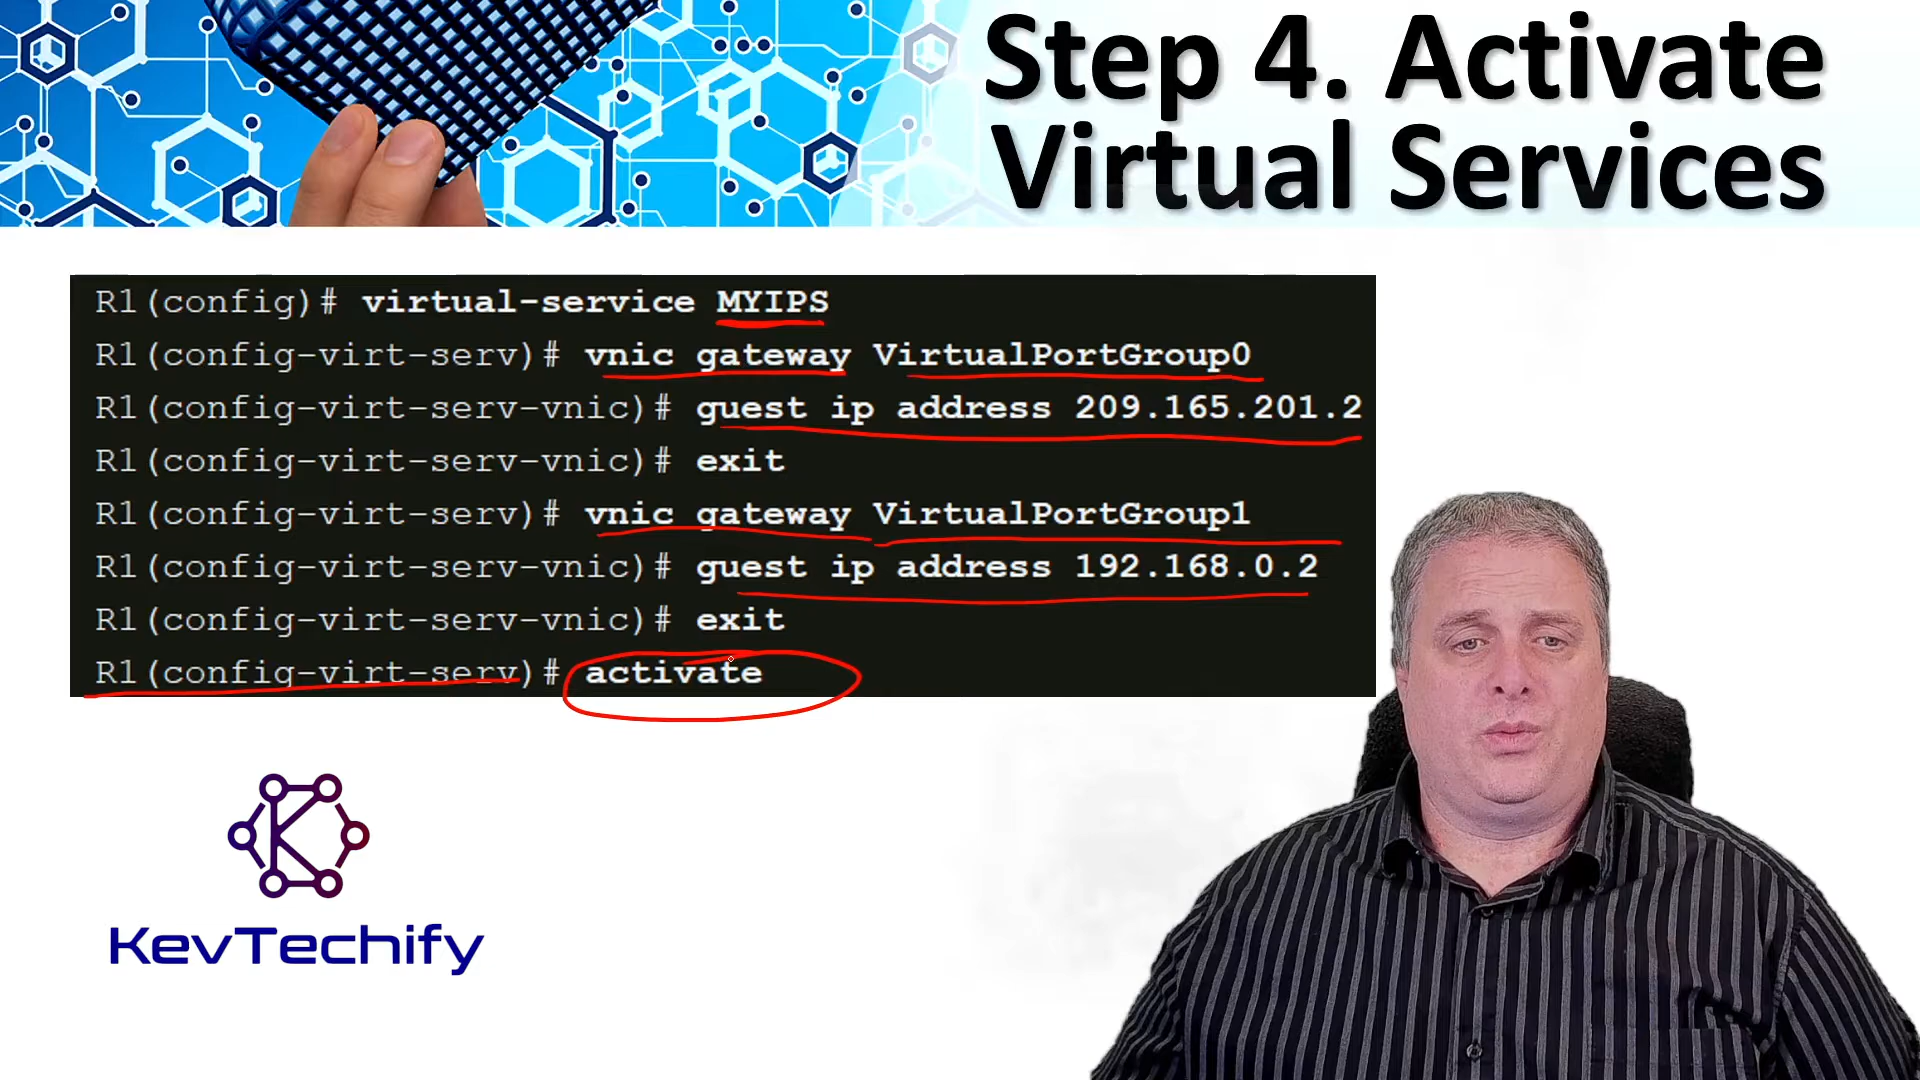 Step 4. Activate
Virtual Services
R1(config)# virtual-service MYIPS
R1(config-virt-serv)# vnic gateway VirtualPortGroup0
R1(config-virt-serv-vnic)# guest ip address 209.165.201.2
R1(config-virt-serv-vnic)# exit
R1(config-virt-serv)# vnic gateway VirtualPortGroup1
R1(config-virt-serv-vnic)# guest ip address 192.168.0.2
R1(config-virt-serv-vnic)# exit
R1(config-virt-serv)# activate
KevTechify